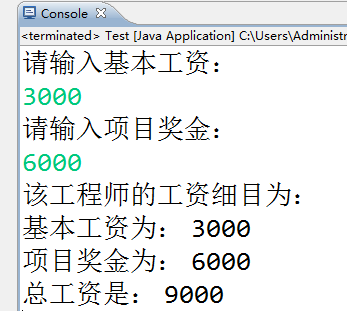 Console
<terminated> Test [Java Application] C:\Users\Administr
请输入基本工资：
3000
请输入项目奖金：
6000
该工程师的工资细目为：
基本工资为： 3000
项目奖金为： 6000
总工资是： 9000